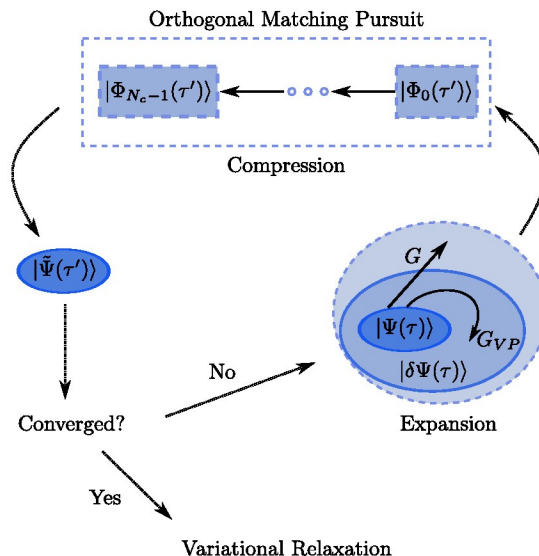 Orthogonal Matching Pursuit
|Φ_{N_c−1}(τ′)⟩
|Φ_0(τ′)⟩
Compression
|Ψ̃(τ′)⟩
G
|Ψ(τ)⟩
G_{VP}
|δΨ(τ)⟩
No
Converged?
Expansion
Yes
Variational Relaxation